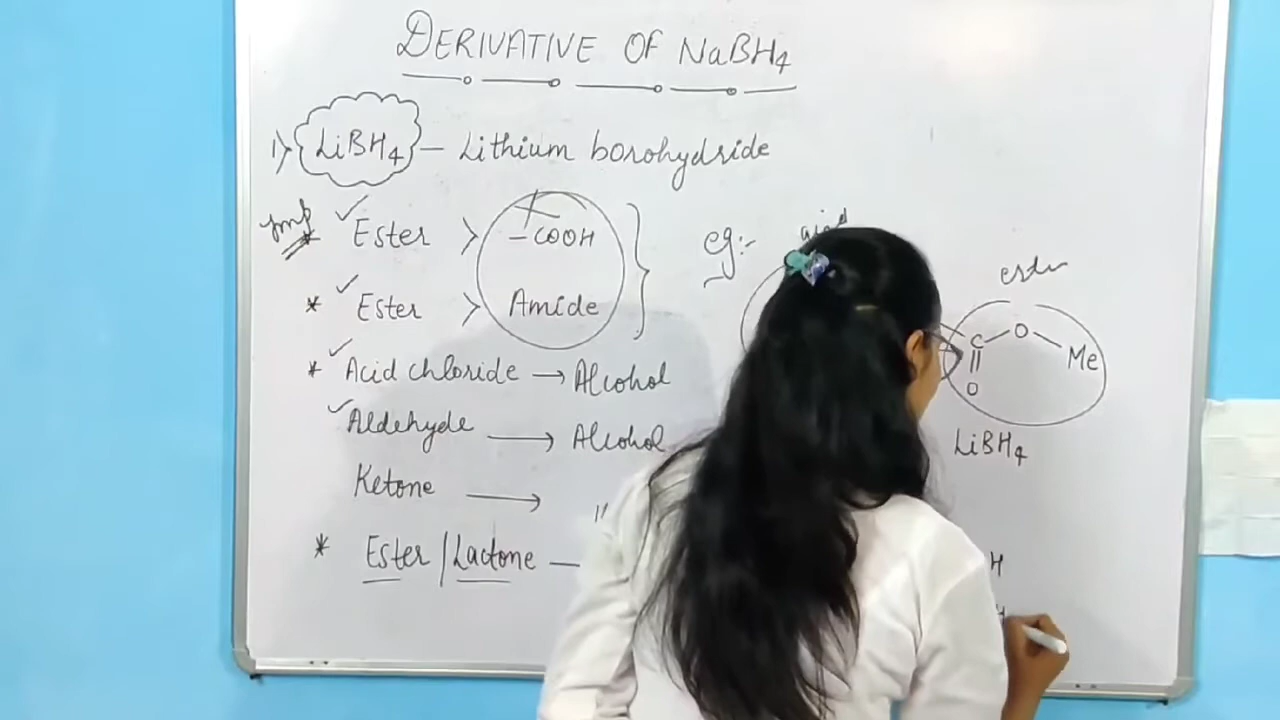 DERIVATIVE OF NaBH4
1) LiBH4 – Lithium borohydride
Imp
* Ester > -COOH
* Ester > Amide
* Acid chloride → Alcohol
Aldehyde → Alcohol
Ketone → "
* Ester / Lactone –
eg:-
acid
ester
C O Me
O
LiBH4
H
H